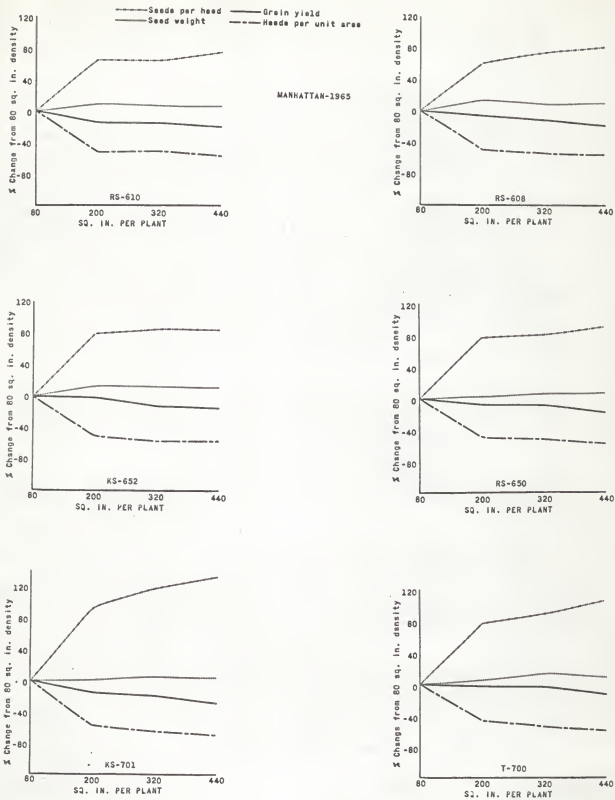 Seeds per head
Grain yield
Seed weight
Heads per unit area
MANHATTAN-1965
% Change from 80 sq. in. density
120
80
40
0
-40
-80
RS-610
80 200 320 440
SQ. IN. PER PLANT
% Change from 80 sq. in. density
120
80
40
0
-40
-80
RS-608
80 200 320 440
SQ. IN. PER PLANT
% Change from 80 sq. in. density
120
80
40
0
-40
-80
KS-652
80 200 320 440
SQ. IN. PER PLANT
% Change from 80 sq. in. density
120
80
40
0
-40
-80
RS-650
80 200 320 440
SQ. IN. PER PLANT
% Change from 80 sq. in. density
120
80
40
0
-40
-80
KS-701
80 200 320 440
SQ. IN. PER PLANT
% Change from 80 sq. in. density
120
80
40
0
-40
-80
T-700
80 200 320 440
SQ. IN. PER PLANT